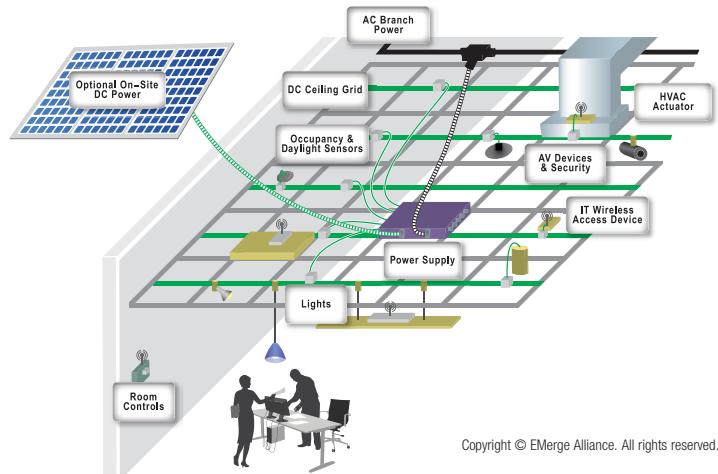 AC Branch
Power
Optional On-Site
DC Power
DC Ceiling Grid
HVAC
Actuator
Occupancy &
Daylight Sensors
AV Devices
& Security
IT Wireless
Access Device
Power Supply
Lights
Room
Controls
Copyright © EMerge Alliance. All rights reserved.